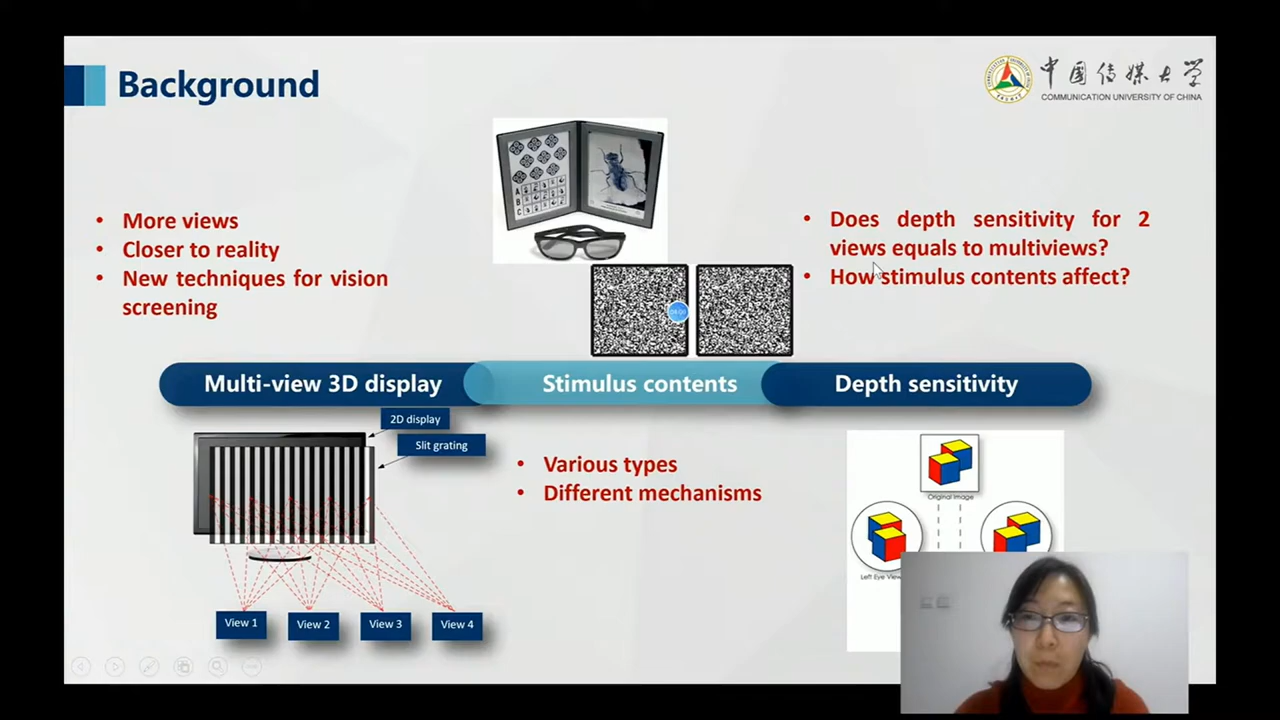 Background
中国传媒大学
COMMUNICATION UNIVERSITY OF CHINA
• More views
• Closer to reality
• New techniques for vision
screening
A
B
C
• Does depth sensitivity for 2
views equals to multiviews?
• How stimulus contents affect?
Multi-view 3D display
Stimulus contents
Depth sensitivity
2D display
Slit grating
• Various types
• Different mechanisms
Original Image
Left Eye View
View 1
View 2
View 3
View 4